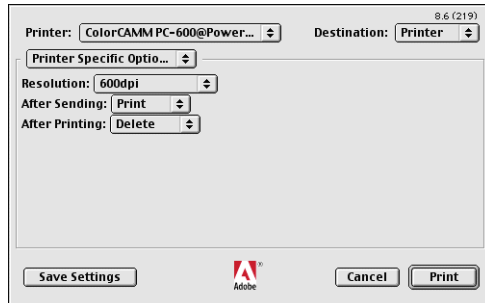 8.6 (219)
Printer: ColorCAMM PC-600@Power... Destination: Printer
Printer Specific Optio...
Resolution: 600dpi
After Sending: Print
After Printing: Delete
Save Settings Adobe® Cancel Print